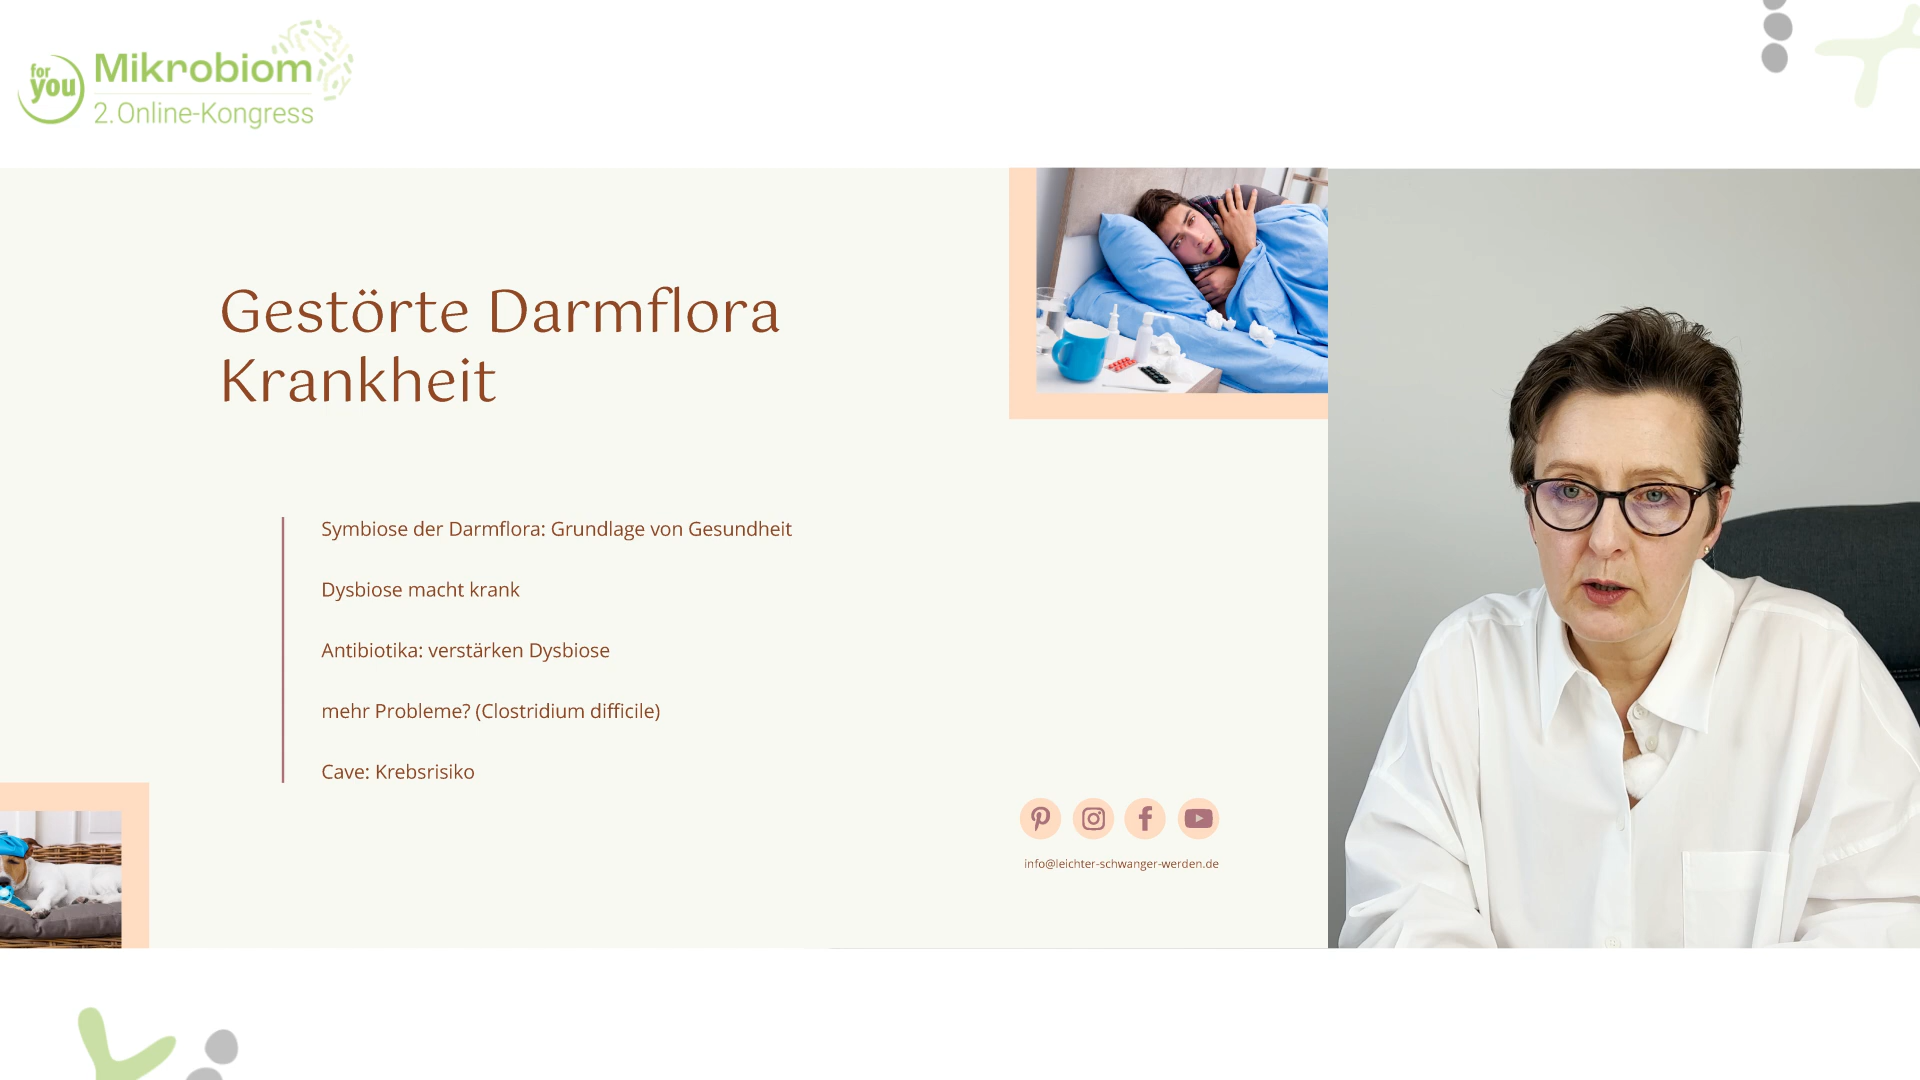 for
you
Mikrobiom
2. Online-Kongress
Gestörte Darmflora
Krankheit
Symbiose der Darmflora: Grundlage von Gesundheit
Dysbiose macht krank
Antibiotika: verstärken Dysbiose
mehr Probleme? (Clostridium difficile)
Cave: Krebsrisiko
info@leichter-schwanger-werden.de